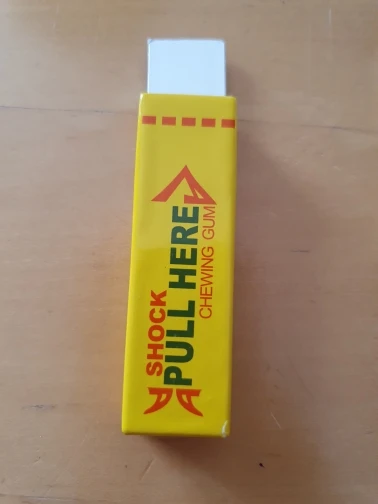 SHOCK
PULL HERE
CHEWING GUM